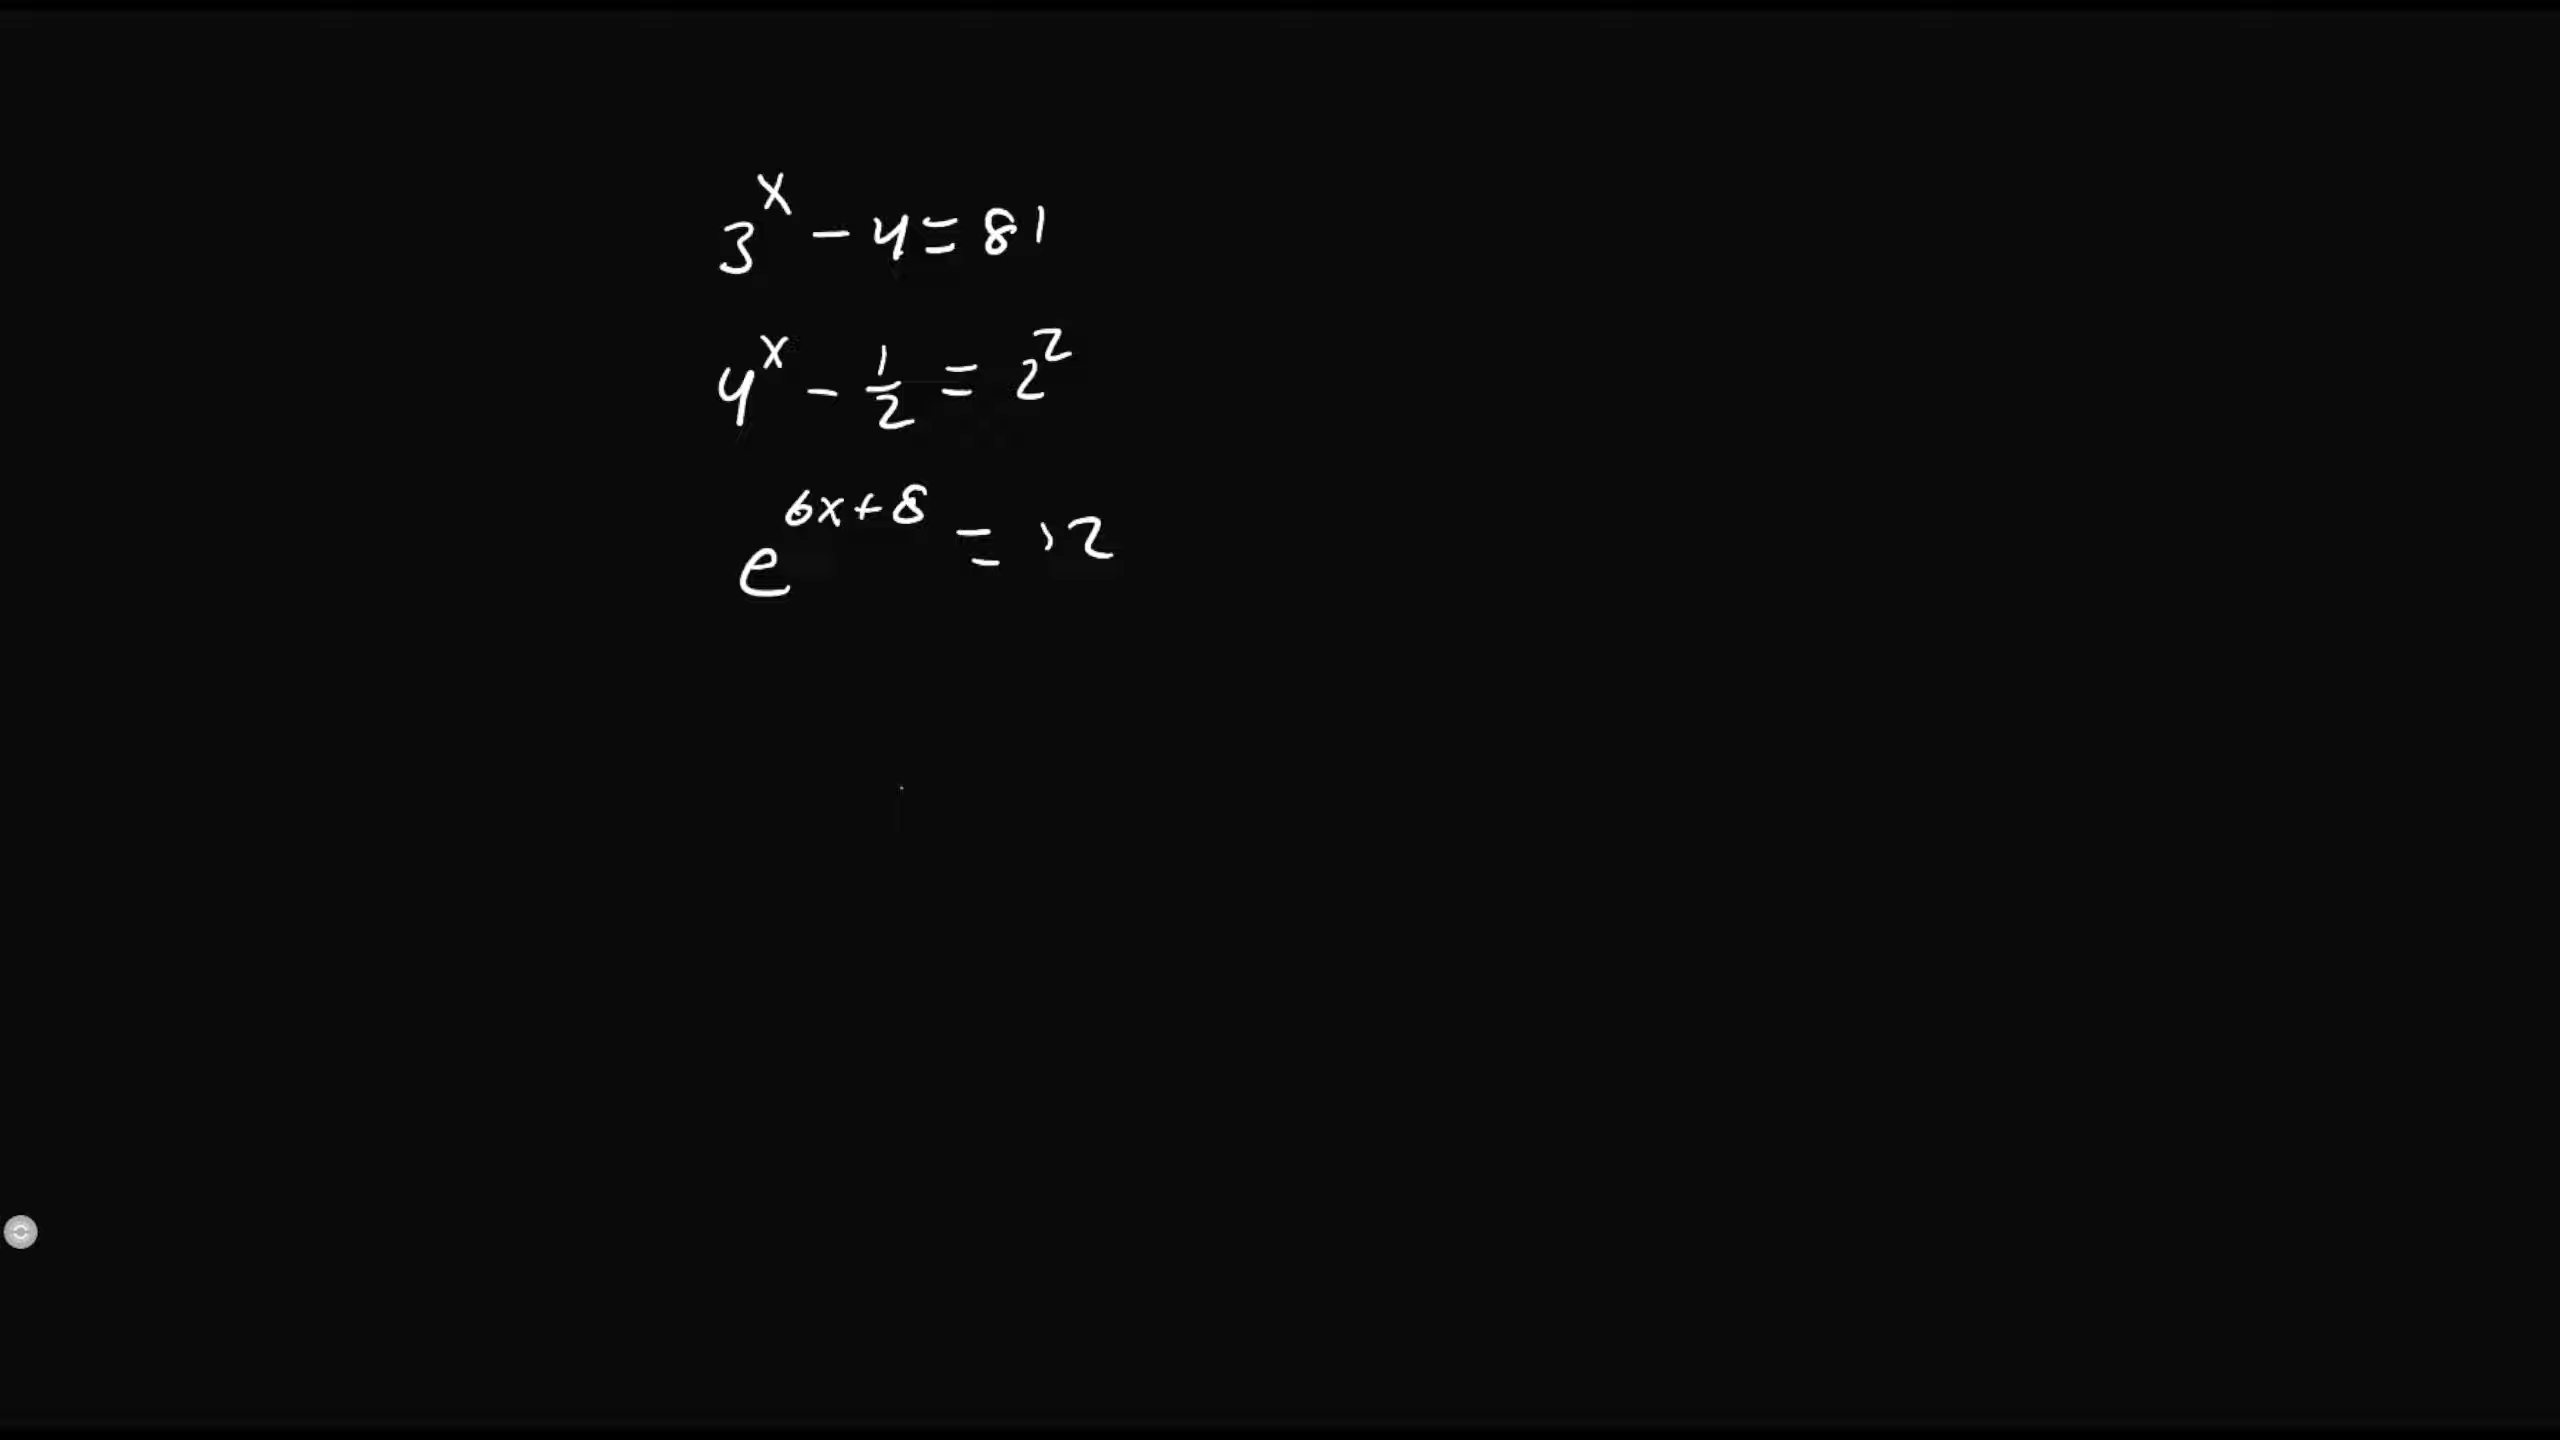 3^x - 4 = 81
4^x - 1/2 = 2^2
e^(6x+8) = 12